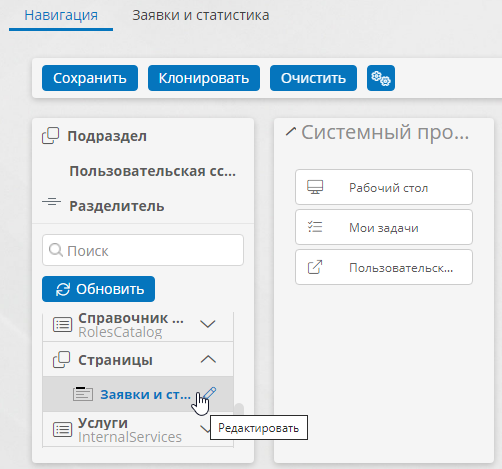 Навигация
Заявки и статистика
Сохранить
Клонировать
Очистить
Подраздел
Пользовательская сс...
Разделитель
Поиск
Обновить
Справочник ...
RolesCatalog
Страницы
Заявки и ст...
Редактировать
Услуги
InternalServices
Системный про...
Рабочий стол
Мои задачи
Пользовательск...